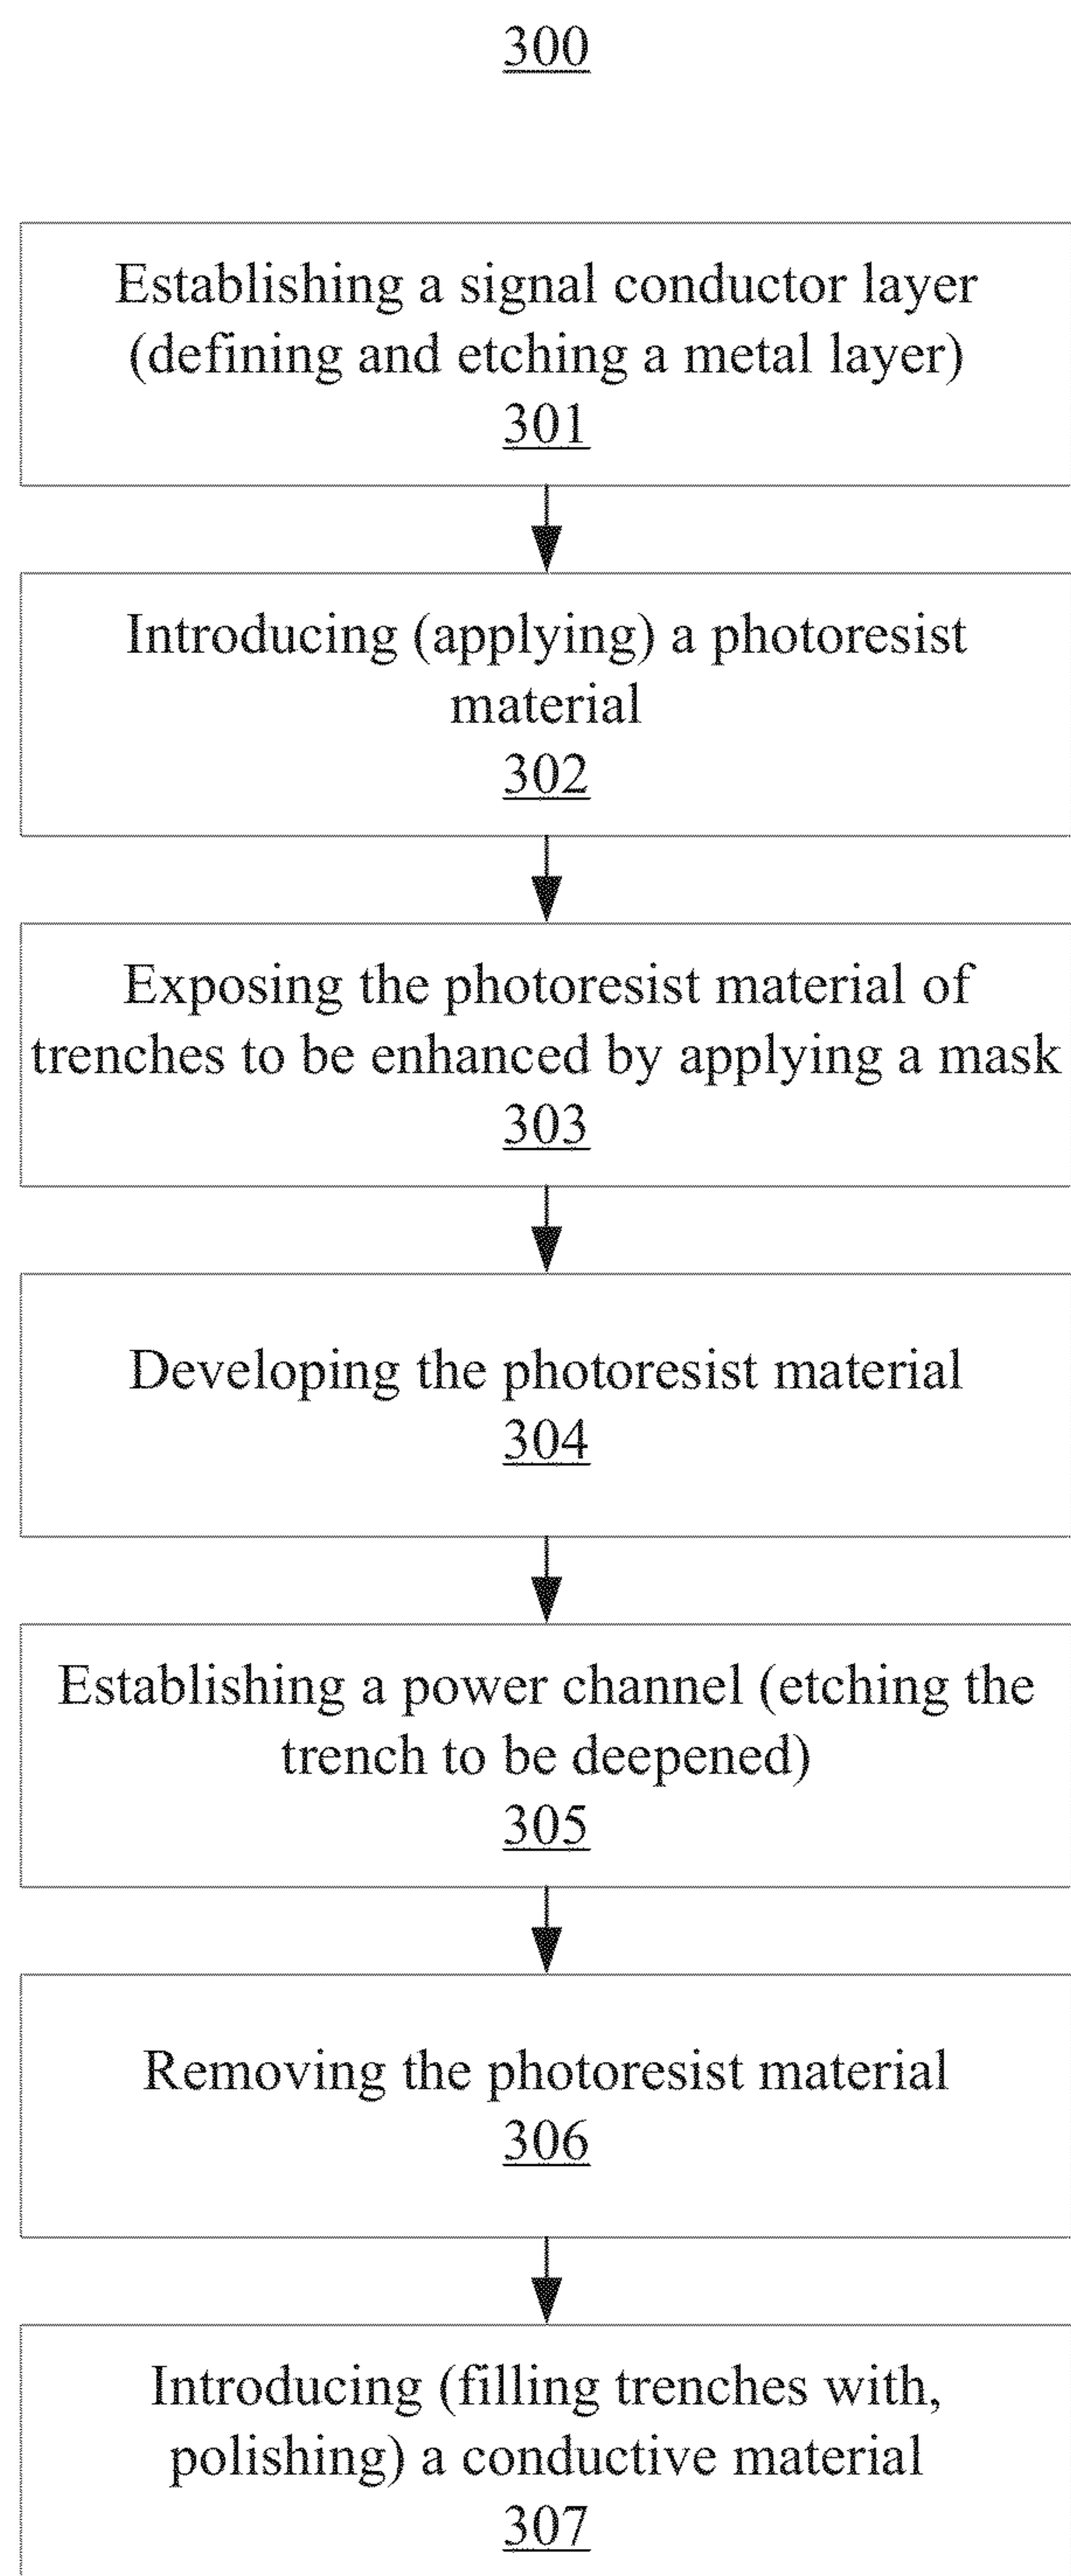 300
Establishing a signal conductor layer
(defining and etching a metal layer)
301
Introducing (applying) a photoresist
material
302
Exposing the photoresist material of
trenches to be enhanced by applying a mask
303
Developing the photoresist material
304
Establishing a power channel (etching the
trench to be deepened)
305
Removing the photoresist material
306
Introducing (filling trenches with,
polishing) a conductive material
307